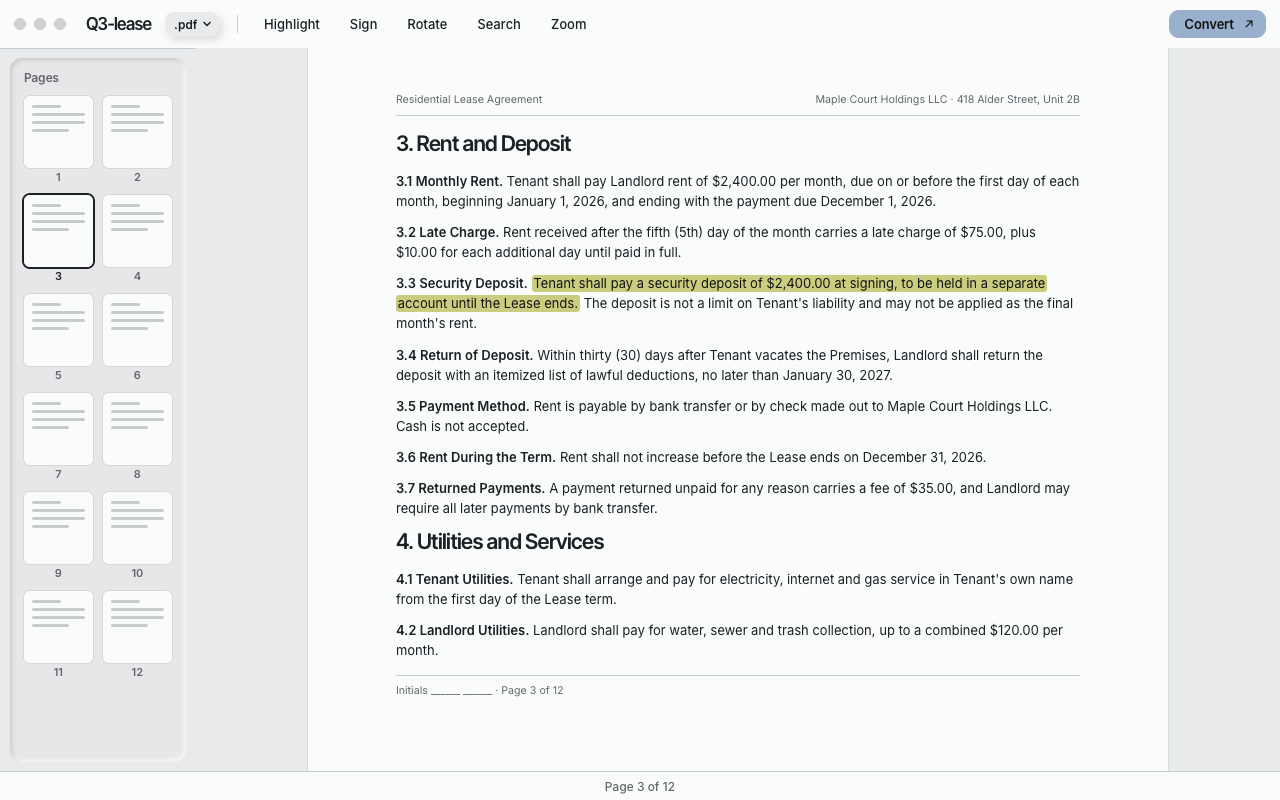 Q3-lease .pdf Highlight Sign Rotate Search Zoom Convert
Pages
1 2
3 4
5 6
7 8
9 10
11 12
Residential Lease Agreement Maple Court Holdings LLC · 418 Alder Street, Unit 2B
3. Rent and Deposit
3.1 Monthly Rent. Tenant shall pay Landlord rent of $2,400.00 per month, due on or before the first day of each
month, beginning January 1, 2026, and ending with the payment due December 1, 2026.
3.2 Late Charge. Rent received after the fifth (5th) day of the month carries a late charge of $75.00, plus
$10.00 for each additional day until paid in full.
3.3 Security Deposit. Tenant shall pay a security deposit of $2,400.00 at signing, to be held in a separate
account until the Lease ends. The deposit is not a limit on Tenant's liability and may not be applied as the final
month's rent.
3.4 Return of Deposit. Within thirty (30) days after Tenant vacates the Premises, Landlord shall return the
deposit with an itemized list of lawful deductions, no later than January 30, 2027.
3.5 Payment Method. Rent is payable by bank transfer or by check made out to Maple Court Holdings LLC.
Cash is not accepted.
3.6 Rent During the Term. Rent shall not increase before the Lease ends on December 31, 2026.
3.7 Returned Payments. A payment returned unpaid for any reason carries a fee of $35.00, and Landlord may
require all later payments by bank transfer.
4. Utilities and Services
4.1 Tenant Utilities. Tenant shall arrange and pay for electricity, internet and gas service in Tenant's own name
from the first day of the Lease term.
4.2 Landlord Utilities. Landlord shall pay for water, sewer and trash collection, up to a combined $120.00 per
month.
Initials ______ ______ · Page 3 of 12
Page 3 of 12